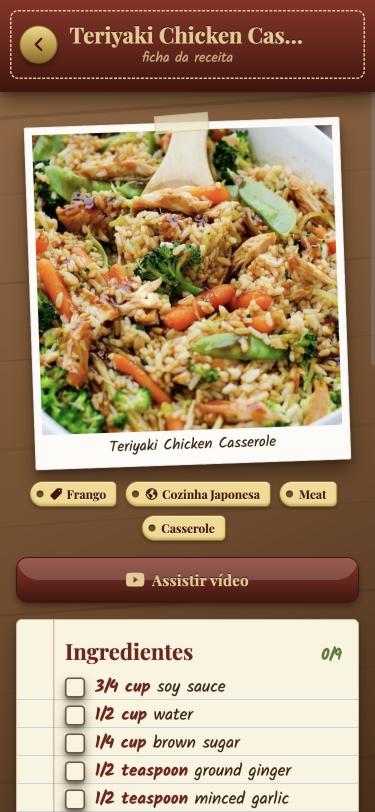 Teriyaki Chicken Cas...
ficha da receita
Teriyaki Chicken Casserole
Frango
Cozinha Japonesa
Meat
Casserole
Assistir vídeo
Ingredientes 0/9
3/4 cup soy sauce
1/2 cup water
1/4 cup brown sugar
1/2 teaspoon ground ginger
1/2 teaspoon minced garlic